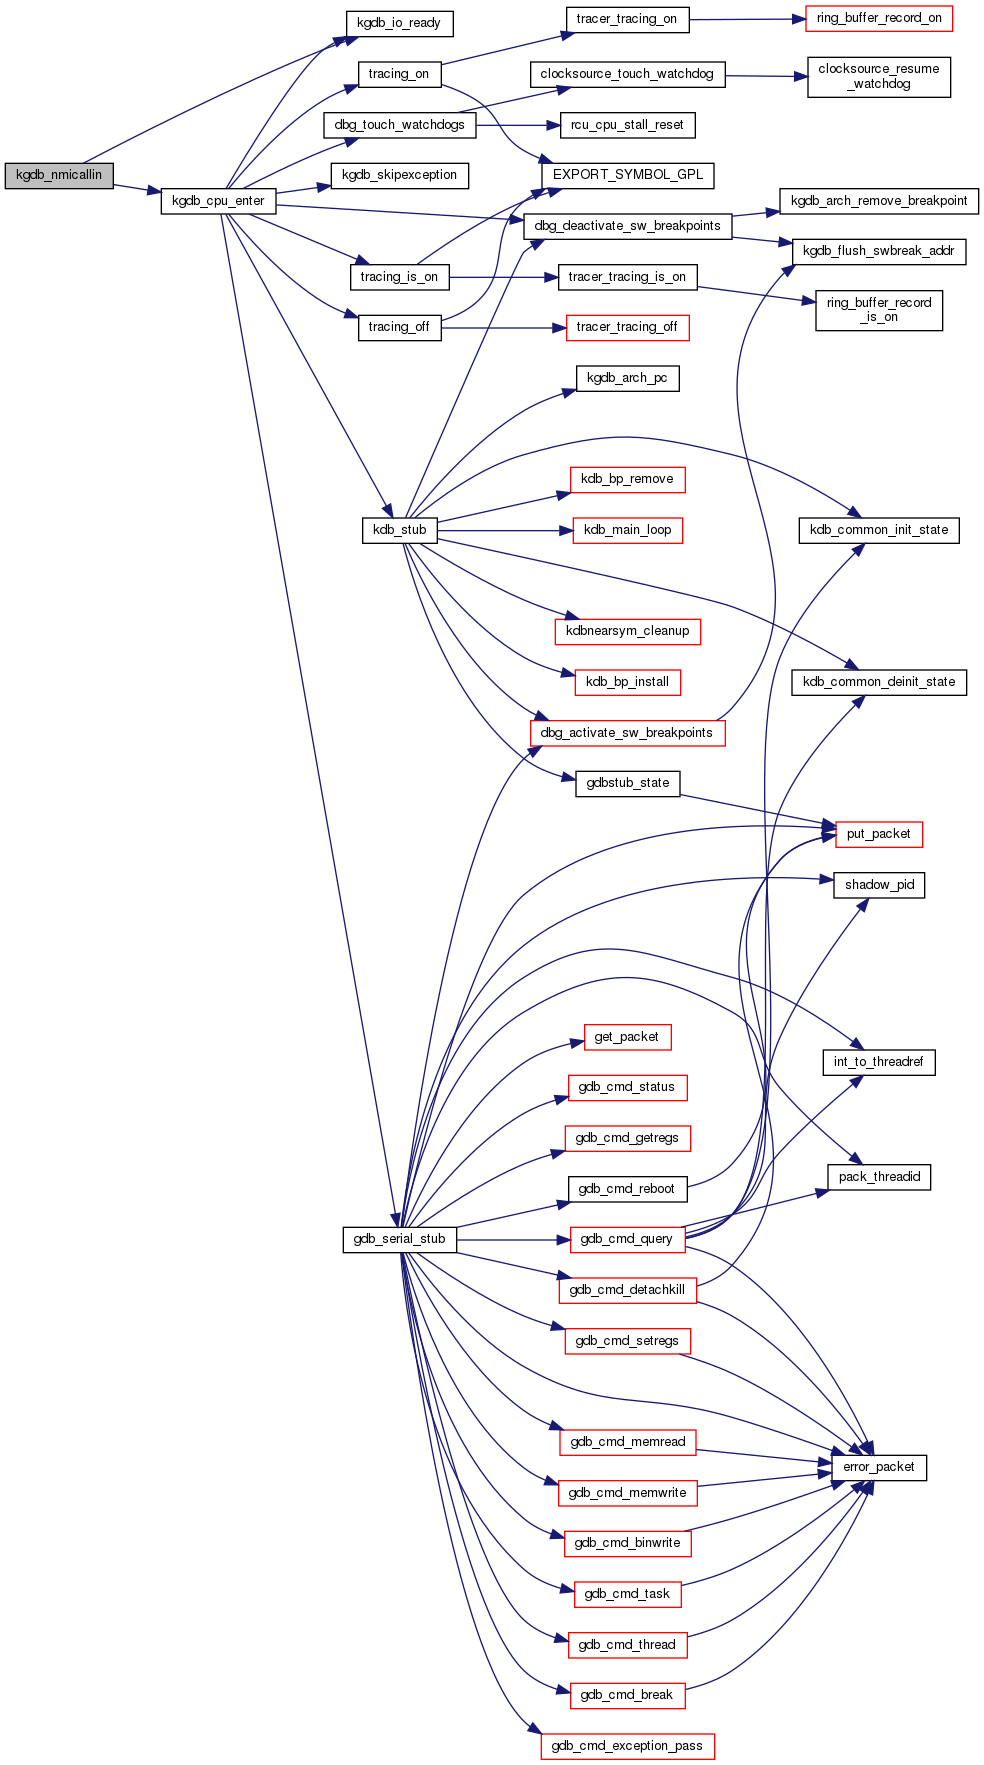 kgdb_io_ready
tracer_tracing_on
ring_buffer_record_on
tracing_on
clocksource_touch_watchdog
clocksource_resume
_watchdog
dbg_touch_watchdogs
rcu_cpu_stall_reset
kgdb_nmicallin
kgdb_skipexception
EXPORT_SYMBOL_GPL
kgdb_cpu_enter
kgdb_arch_remove_breakpoint
dbg_deactivate_sw_breakpoints
kgdb_flush_swbreak_addr
tracing_is_on
tracer_tracing_is_on
ring_buffer_record
_is_on
tracing_off
tracer_tracing_off
kgdb_arch_pc
kdb_bp_remove
kdb_stub
kdb_main_loop
kdb_common_init_state
kdbnearsym_cleanup
kdb_bp_install
kdb_common_deinit_state
dbg_activate_sw_breakpoints
gdbstub_state
put_packet
shadow_pid
get_packet
int_to_threadref
gdb_cmd_status
gdb_cmd_getregs
gdb_cmd_reboot
pack_threadid
gdb_serial_stub
gdb_cmd_query
gdb_cmd_detachkill
gdb_cmd_setregs
gdb_cmd_memread
error_packet
gdb_cmd_memwrite
gdb_cmd_binwrite
gdb_cmd_task
gdb_cmd_thread
gdb_cmd_break
gdb_cmd_exception_pass